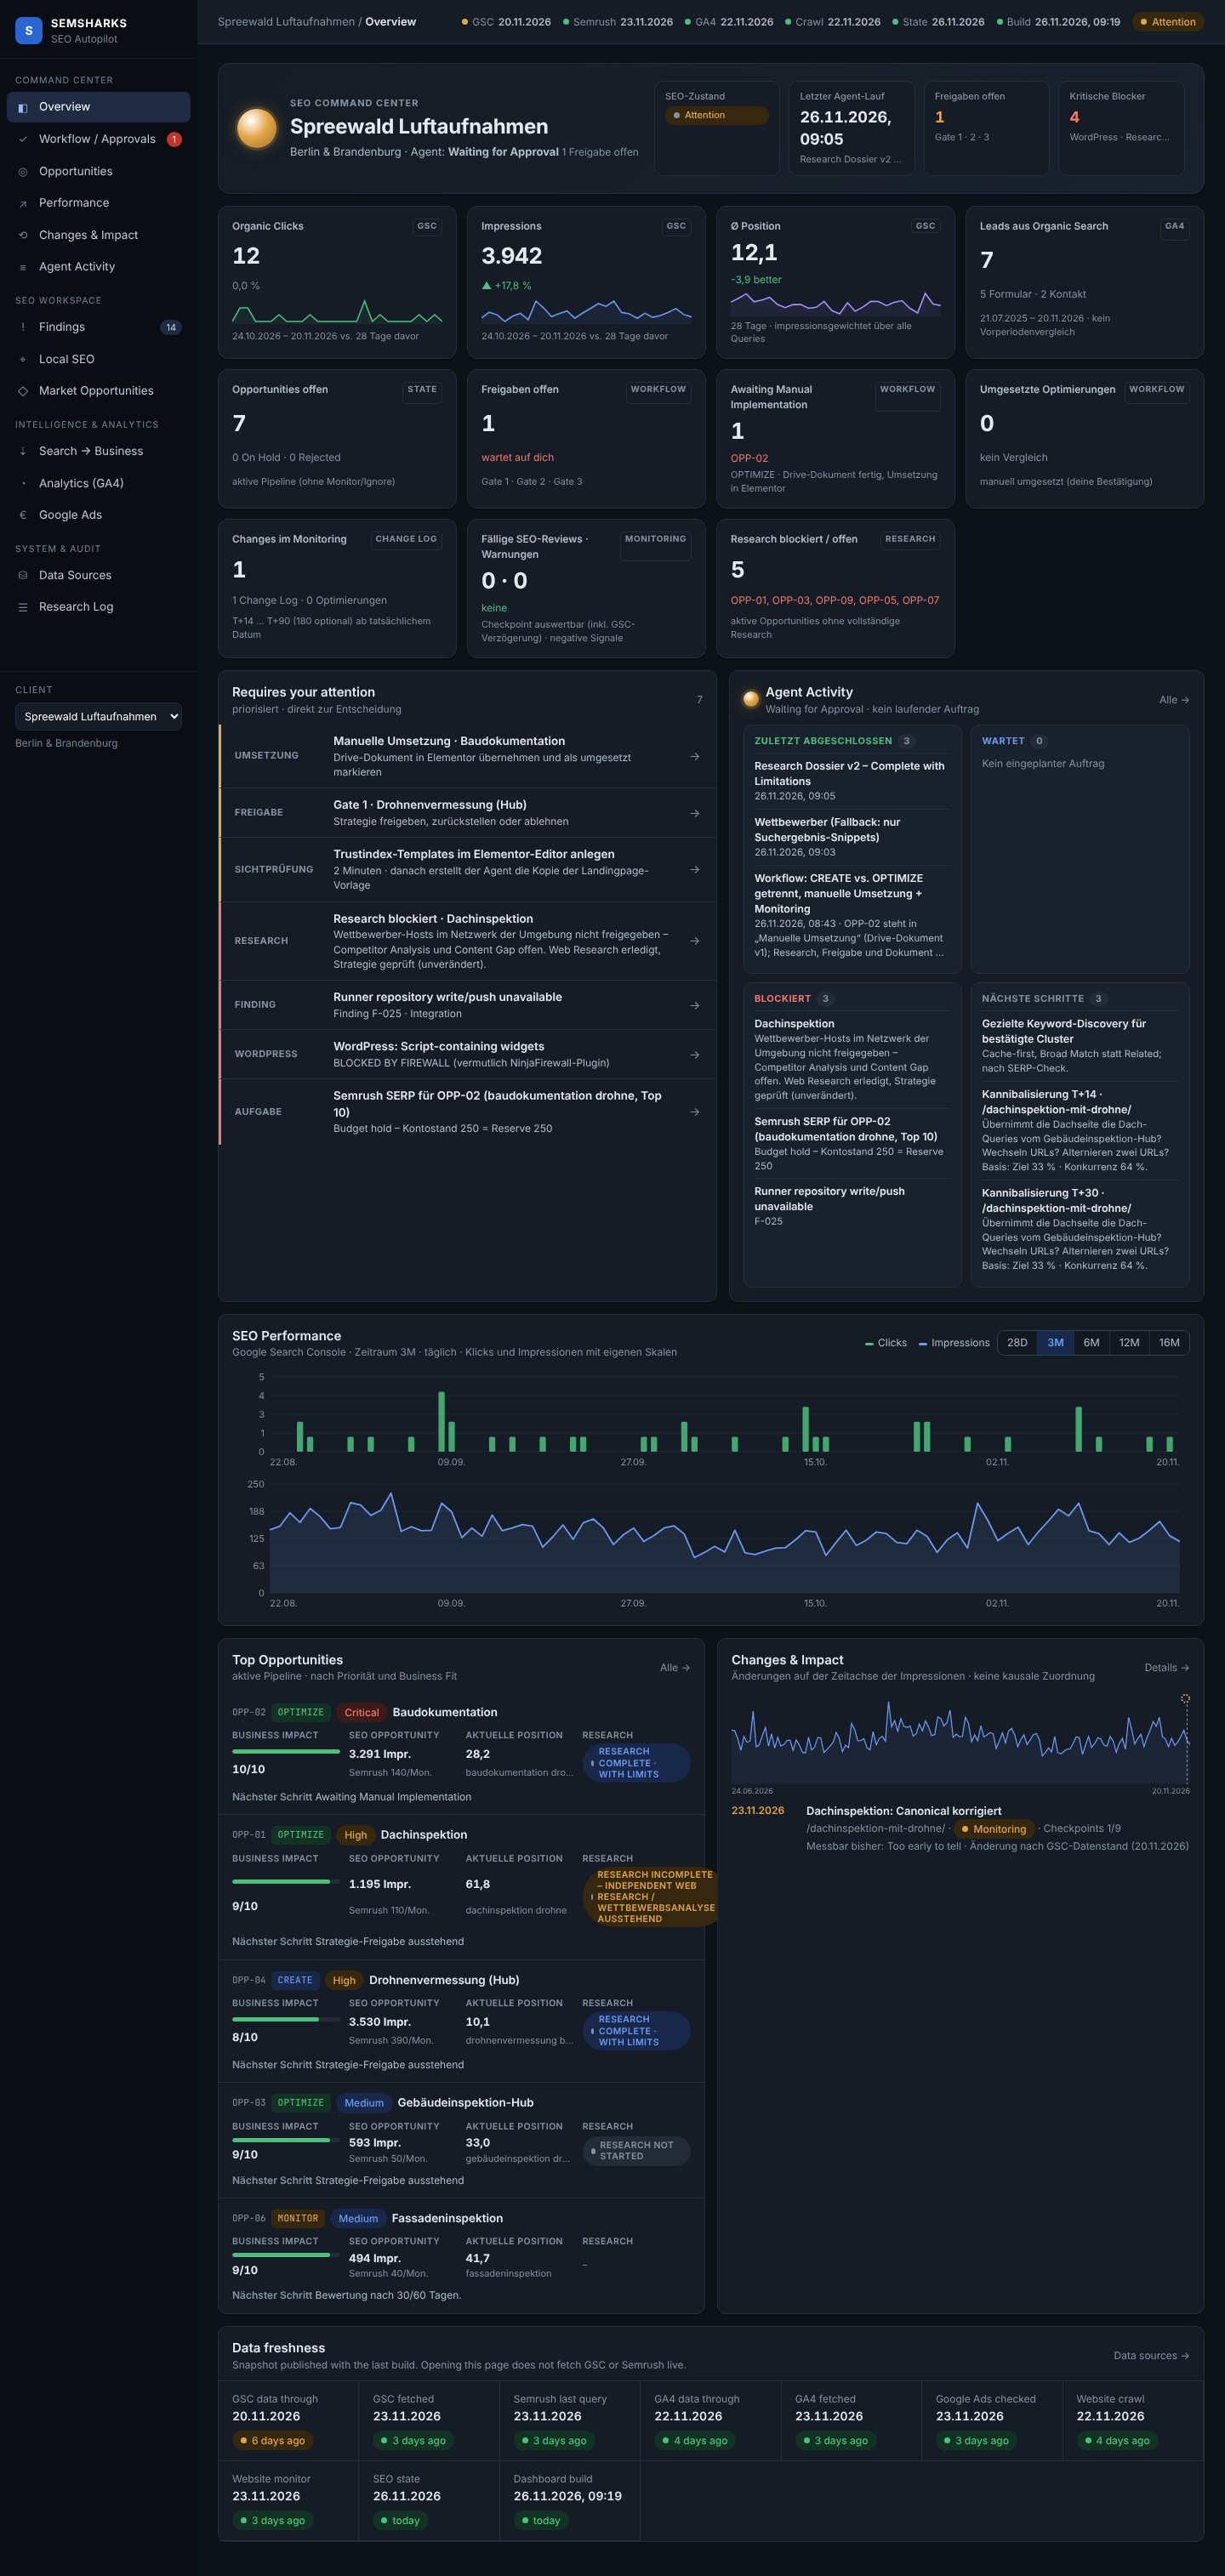 S
SEMSHARKS
SEO Autopilot
COMMAND CENTER
Overview
Workflow / Approvals 1
Opportunities
Performance
Changes & Impact
Agent Activity
SEO WORKSPACE
Findings 14
Local SEO
Market Opportunities
INTELLIGENCE & ANALYTICS
Search → Business
Analytics (GA4)
Google Ads
SYSTEM & AUDIT
Data Sources
Research Log
CLIENT
Spreewald Luftaufnahmen
Berlin & Brandenburg
Spreewald Luftaufnahmen / Overview
GSC 20.11.2026 Semrush 23.11.2026 GA4 22.11.2026 Crawl 22.11.2026 State 26.11.2026 Build 26.11.2026, 09:19 Attention
SEO COMMAND CENTER
Spreewald Luftaufnahmen
Berlin & Brandenburg · Agent: Waiting for Approval 1 Freigabe offen
SEO-Zustand
Attention
Letzter Agent-Lauf
26.11.2026,
09:05
Research Dossier v2 ...
Freigaben offen
1
Gate 1 · 2 · 3
Kritische Blocker
4
WordPress · Researc...
Organic Clicks GSC
12
0,0 %
24.10.2026 – 20.11.2026 vs. 28 Tage davor
Impressions GSC
3.942
▲ +17,8 %
24.10.2026 – 20.11.2026 vs. 28 Tage davor
Ø Position GSC
12,1
-3,9 better
28 Tage · impressionsgewichtet über alle
Queries
Leads aus Organic Search GA4
7
5 Formular · 2 Kontakt
21.07.2025 – 20.11.2026 · kein
Vorperiodenvergleich
Opportunities offen STATE
7
0 On Hold · 0 Rejected
aktive Pipeline (ohne Monitor/Ignore)
Freigaben offen WORKFLOW
1
wartet auf dich
Gate 1 · Gate 2 · Gate 3
Awaiting Manual
Implementation
WORKFLOW
1
OPP-02
OPTIMIZE · Drive-Dokument fertig, Umsetzung
in Elementor
Umgesetzte Optimierungen WORKFLOW
0
kein Vergleich
manuell umgesetzt (deine Bestätigung)
Changes im Monitoring CHANGE LOG
1
1 Change Log · 0 Optimierungen
T+14 … T+90 (180 optional) ab tatsächlichem
Datum
Fällige SEO-Reviews ·
Warnungen
MONITORING
0 · 0
keine
Checkpoint auswertbar (inkl. GSC-
Verzögerung) · negative Signale
Research blockiert / offen RESEARCH
5
OPP-01, OPP-03, OPP-09, OPP-05, OPP-07
aktive Opportunities ohne vollständige
Research
Requires your attention 7
priorisiert · direkt zur Entscheidung
UMSETZUNG
Manuelle Umsetzung · Baudokumentation
Drive-Dokument in Elementor übernehmen und als umgesetzt
markieren
→
FREIGABE
Gate 1 · Drohnenvermessung (Hub)
Strategie freigeben, zurückstellen oder ablehnen
→
SICHTPRÜFUNG
Trustindex-Templates im Elementor-Editor anlegen
2 Minuten · danach erstellt der Agent die Kopie der Landingpage-
Vorlage
→
RESEARCH
Research blockiert · Dachinspektion
Wettbewerber-Hosts im Netzwerk der Umgebung nicht freigegeben –
Competitor Analysis und Content Gap offen. Web Research erledigt,
Strategie geprüft (unverändert).
→
FINDING
Runner repository write/push unavailable
Finding F-025 · Integration
→
WORDPRESS
WordPress: Script-containing widgets
BLOCKED BY FIREWALL (vermutlich NinjaFirewall-Plugin)
→
AUFGABE
Semrush SERP für OPP-02 (baudokumentation drohne, Top
10)
Budget hold – Kontostand 250 = Reserve 250
→
Agent Activity Alle →
Waiting for Approval · kein laufender Auftrag
ZULETZT ABGESCHLOSSEN 3
Research Dossier v2 – Complete with
Limitations
26.11.2026, 09:05
Wettbewerber (Fallback: nur
Suchergebnis-Snippets)
26.11.2026, 09:03
Workflow: CREATE vs. OPTIMIZE
getrennt, manuelle Umsetzung +
Monitoring
26.11.2026, 08:43 · OPP-02 steht in
„Manuelle Umsetzung“ (Drive-Dokument
v1); Research, Freigabe und Dokument ...
WARTET 0
Kein eingeplanter Auftrag
BLOCKIERT 3
Dachinspektion
Wettbewerber-Hosts im Netzwerk der
Umgebung nicht freigegeben –
Competitor Analysis und Content Gap
offen. Web Research erledigt, Strategie
geprüft (unverändert).
Semrush SERP für OPP-02
(baudokumentation drohne, Top 10)
Budget hold – Kontostand 250 = Reserve
250
Runner repository write/push
unavailable
F-025
NÄCHSTE SCHRITTE 3
Gezielte Keyword-Discovery für
bestätigte Cluster
Cache-first, Broad Match statt Related;
nach SERP-Check.
Kannibalisierung T+14 ·
/dachinspektion-mit-drohne/
Übernimmt die Dachseite die Dach-
Queries vom Gebäudeinspektion-Hub?
Wechseln URLs? Alternieren zwei URLs?
Basis: Ziel 33 % · Konkurrenz 64 %.
Kannibalisierung T+30 ·
/dachinspektion-mit-drohne/
Übernimmt die Dachseite die Dach-
Queries vom Gebäudeinspektion-Hub?
Wechseln URLs? Alternieren zwei URLs?
Basis: Ziel 33 % · Konkurrenz 64 %.
SEO Performance
Google Search Console · Zeitraum 3M · täglich · Klicks und Impressionen mit eigenen Skalen
Clicks Impressions 28D 3M 6M 12M 16M
5
4
3
1
0
22.08. 09.09. 27.09. 15.10. 02.11. 20.11.
250
188
125
63
0
22.08. 09.09. 27.09. 15.10. 02.11. 20.11.
Top Opportunities Alle →
aktive Pipeline · nach Priorität und Business Fit
OPP-02 OPTIMIZE Critical Baudokumentation
BUSINESS IMPACT SEO OPPORTUNITY AKTUELLE POSITION RESEARCH
10/10
3.291 Impr.
Semrush 140/Mon.
28,2
baudokumentation dro...
RESEARCH
COMPLETE ·
WITH LIMITS
Nächster Schritt Awaiting Manual Implementation
OPP-01 OPTIMIZE High Dachinspektion
BUSINESS IMPACT SEO OPPORTUNITY AKTUELLE POSITION RESEARCH
9/10
1.195 Impr.
Semrush 110/Mon.
61,8
dachinspektion drohne
RESEARCH INCOMPLETE
– INDEPENDENT WEB
RESEARCH /
WETTBEWERBSANALYSE
AUSSTEHEND
Nächster Schritt Strategie-Freigabe ausstehend
OPP-04 CREATE High Drohnenvermessung (Hub)
BUSINESS IMPACT SEO OPPORTUNITY AKTUELLE POSITION RESEARCH
8/10
3.530 Impr.
Semrush 390/Mon.
10,1
drohnenvermessung b...
RESEARCH
COMPLETE ·
WITH LIMITS
Nächster Schritt Strategie-Freigabe ausstehend
OPP-03 OPTIMIZE Medium Gebäudeinspektion-Hub
BUSINESS IMPACT SEO OPPORTUNITY AKTUELLE POSITION RESEARCH
9/10
593 Impr.
Semrush 50/Mon.
33,0
gebäudeinspektion dr...
RESEARCH NOT
STARTED
Nächster Schritt Strategie-Freigabe ausstehend
OPP-06 MONITOR Medium Fassadeninspektion
BUSINESS IMPACT SEO OPPORTUNITY AKTUELLE POSITION RESEARCH
9/10
494 Impr.
Semrush 40/Mon.
41,7
fassadeninspektion
–
Nächster Schritt Bewertung nach 30/60 Tagen.
Changes & Impact Details →
Änderungen auf der Zeitachse der Impressionen · keine kausale Zuordnung
24.06.2026 20.11.2026
23.11.2026
Dachinspektion: Canonical korrigiert
/dachinspektion-mit-drohne/ · Monitoring · Checkpoints 1/9
Messbar bisher: Too early to tell · Änderung nach GSC-Datenstand (20.11.2026)
Data freshness Data sources →
Snapshot published with the last build. Opening this page does not fetch GSC or Semrush live.
GSC data through
20.11.2026
6 days ago
GSC fetched
23.11.2026
3 days ago
Semrush last query
23.11.2026
3 days ago
GA4 data through
22.11.2026
4 days ago
GA4 fetched
23.11.2026
3 days ago
Google Ads checked
23.11.2026
3 days ago
Website crawl
22.11.2026
4 days ago
Website monitor
23.11.2026
3 days ago
SEO state
26.11.2026
today
Dashboard build
26.11.2026, 09:19
today